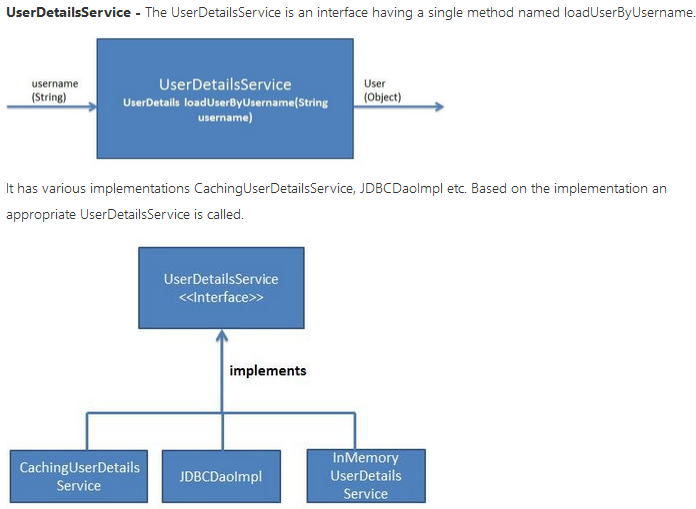 UserDetailsService - The UserDetailsService is an interface having a single method named loadUserByUsername.
username
(String)
UserDetailsService
UserDetails loadUserByUsername(String
username)
User
(Object)
It has various implementations CachingUserDetailsService, JDBCDaoImpl etc. Based on the implementation an
appropriate UserDetailsService is called.
UserDetailsService
<<Interface>>
implements
CachingUserDetails
Service
JDBCDaoImpl
InMemory
UserDetails
Service